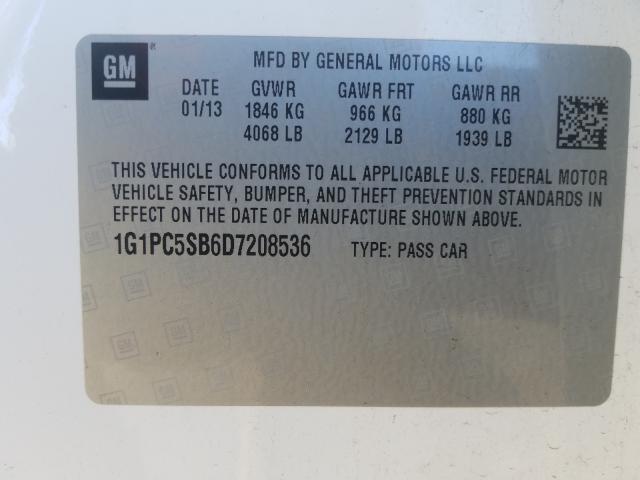 GM
MFD BY GENERAL MOTORS LLC
DATE GVWR GAWR FRT GAWR RR
01/13 1846 KG 966 KG 880 KG
4068 LB 2129 LB 1939 LB
THIS VEHICLE CONFORMS TO ALL APPLICABLE U.S. FEDERAL MOTOR
VEHICLE SAFETY, BUMPER, AND THEFT PREVENTION STANDARDS IN
EFFECT ON THE DATE OF MANUFACTURE SHOWN ABOVE.
1G1PC5SB6D7208536 TYPE: PASS CAR